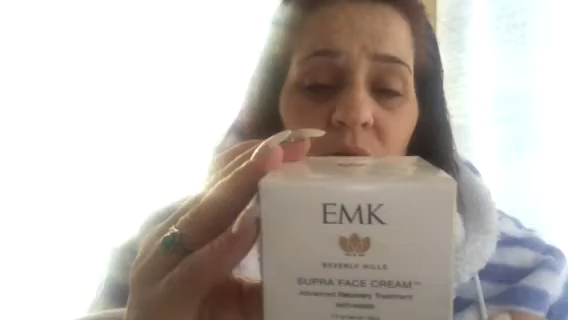 EMK
BEVERLY HILLS
SUPRA FACE CREAM™
Advanced Recovery Treatment